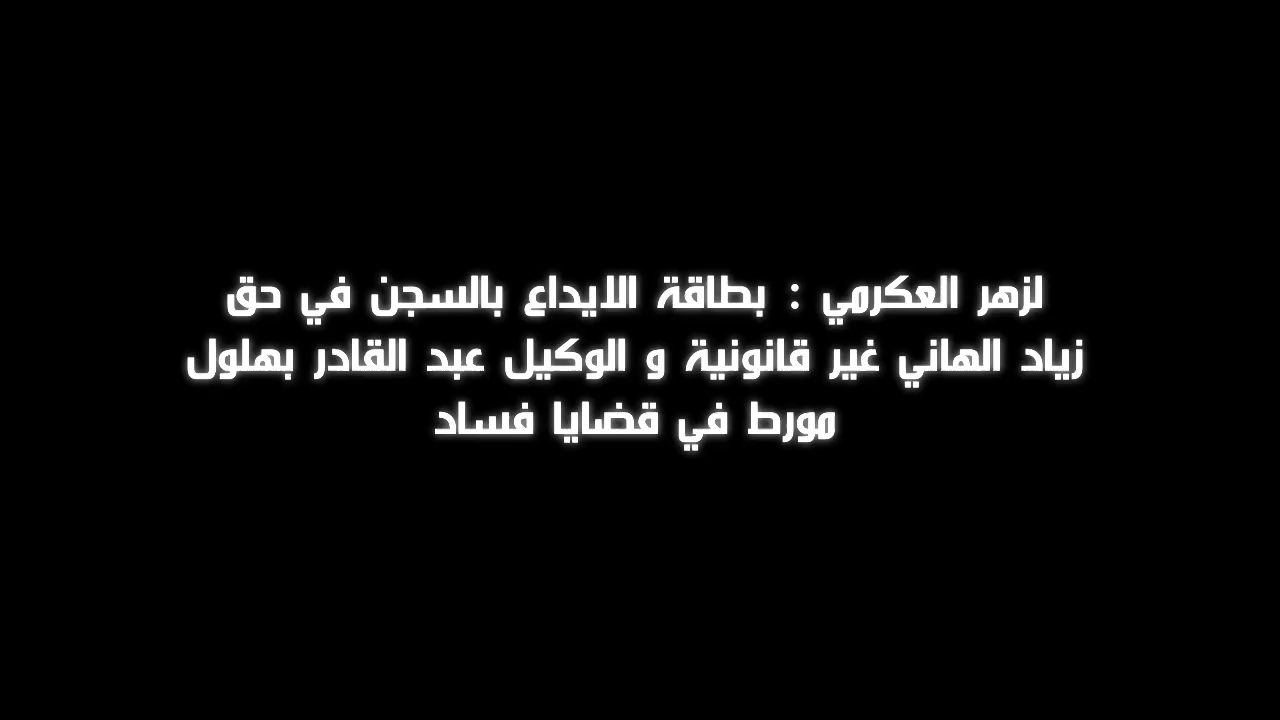 لزهر العكرمي : بطاقة الايداع بالسجن في حق
زياد الهاني غير قانونية و الوكيل عبد القادر بهلول
مورط في قضايا فساد